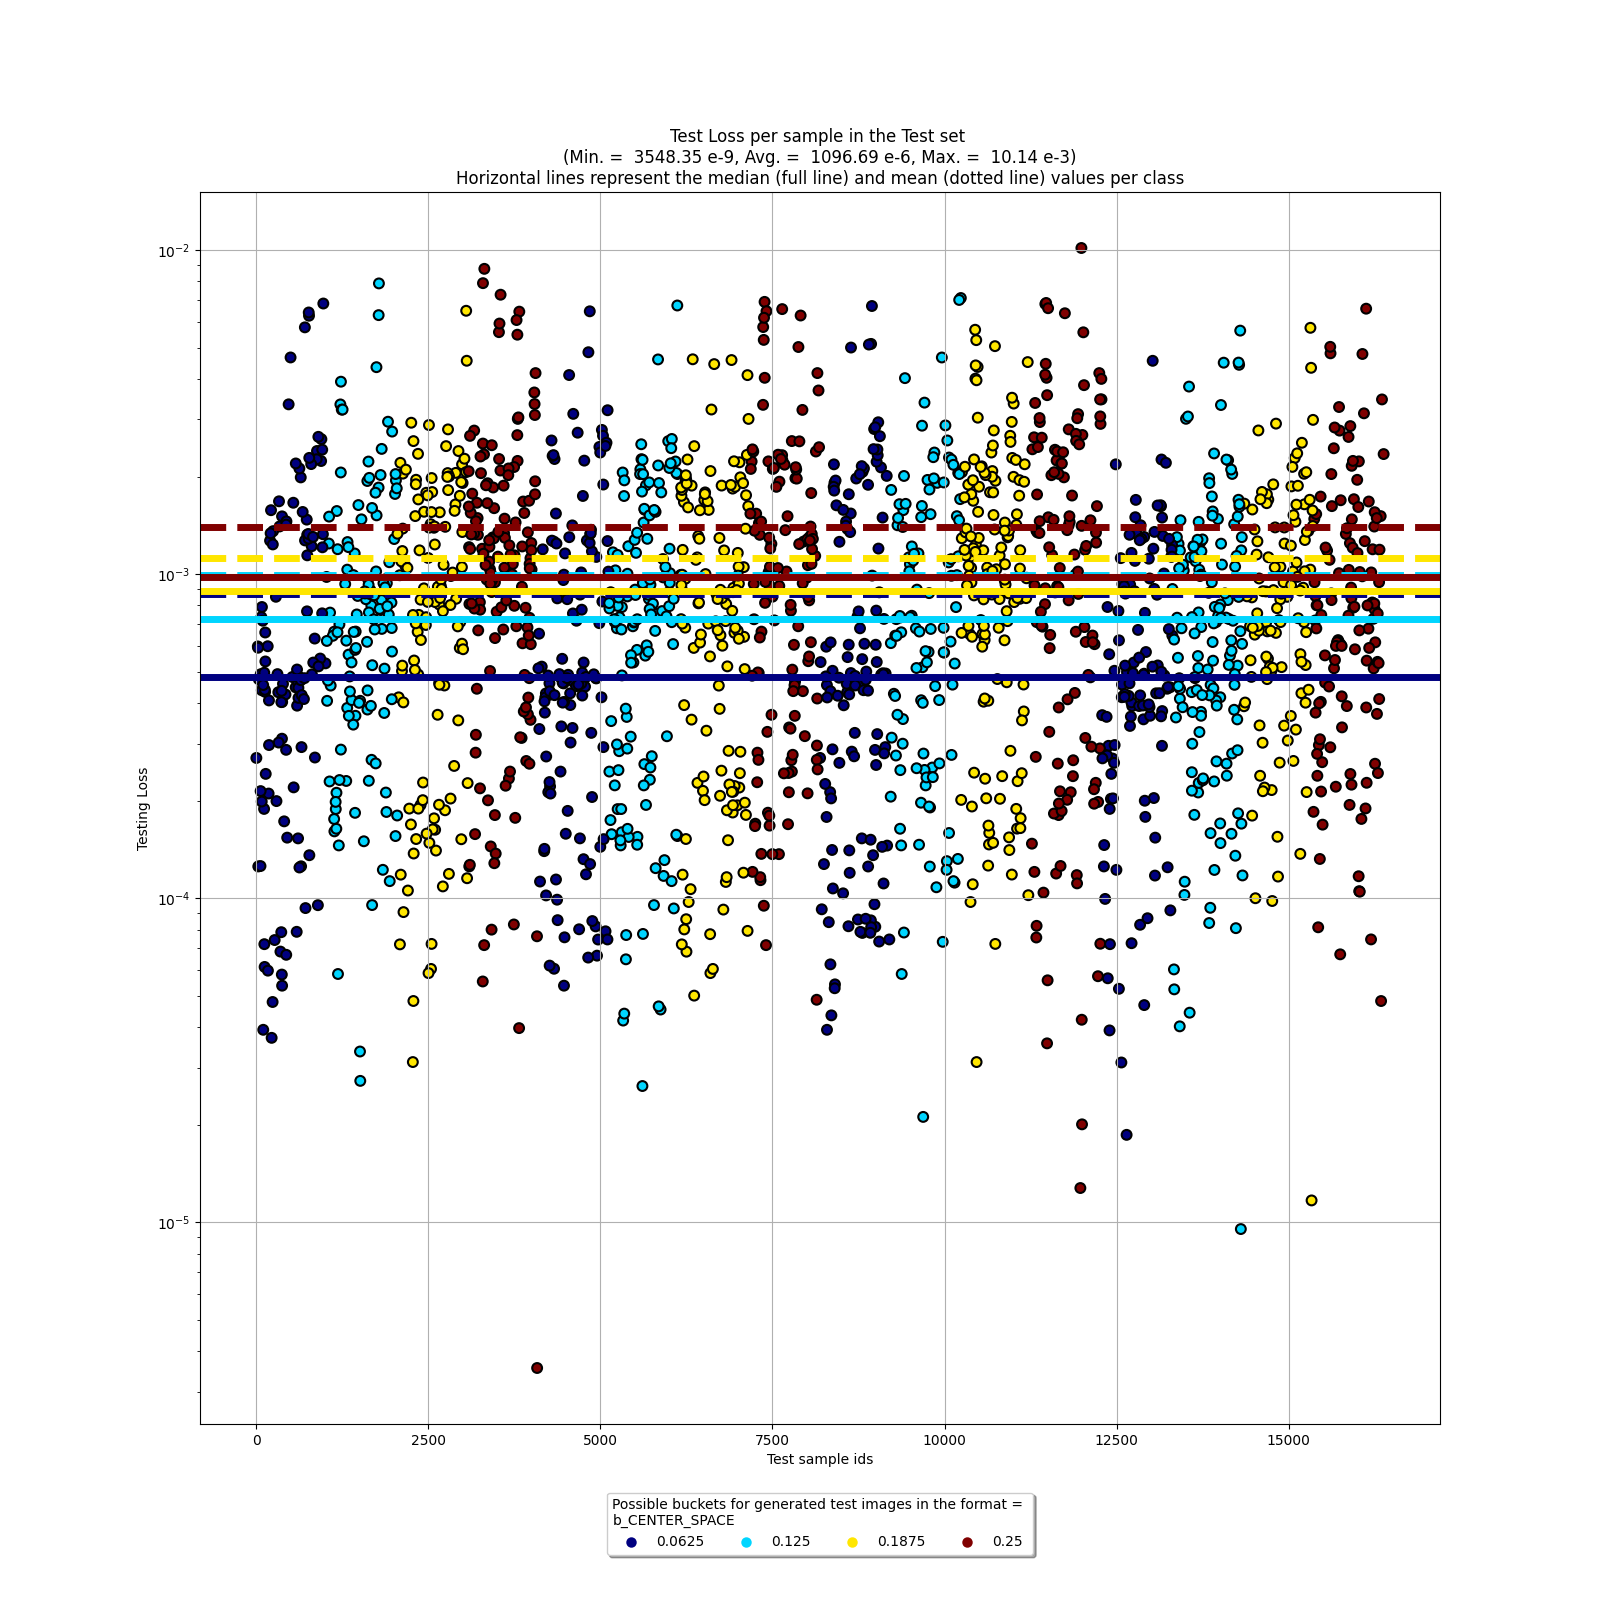 Test Loss per sample in the Test set
(Min. = 3548.35 e-9, Avg. = 1096.69 e-6, Max. = 10.14 e-3)
Horizontal lines represent the median (full line) and mean (dotted line) values per class
10⁻²
10⁻³
10⁻⁴
10⁻⁵
Testing Loss
0 2500 5000 7500 10000 12500 15000
Test sample ids
Possible buckets for generated test images in the format =
b_CENTER_SPACE
0.0625 0.125 0.1875 0.25